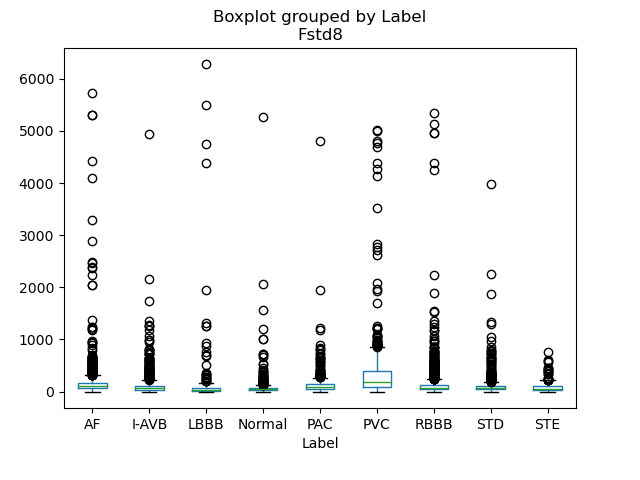 Boxplot grouped by Label
Fstd8
6000
5000
4000
3000
2000
1000
0
AF I-AVB LBBB Normal PAC PVC RBBB STD STE
Label